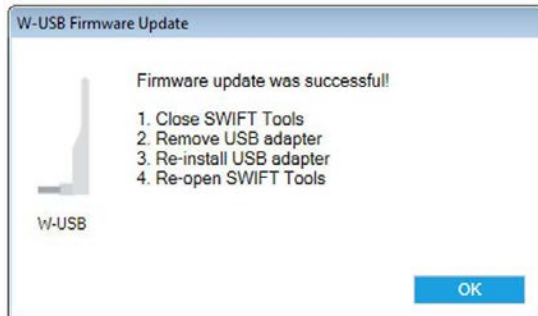 W-USB Firmware Update
Firmware update was successful!
1. Close SWIFT Tools
2. Remove USB adapter
3. Re-install USB adapter
4. Re-open SWIFT Tools
W-USB
OK